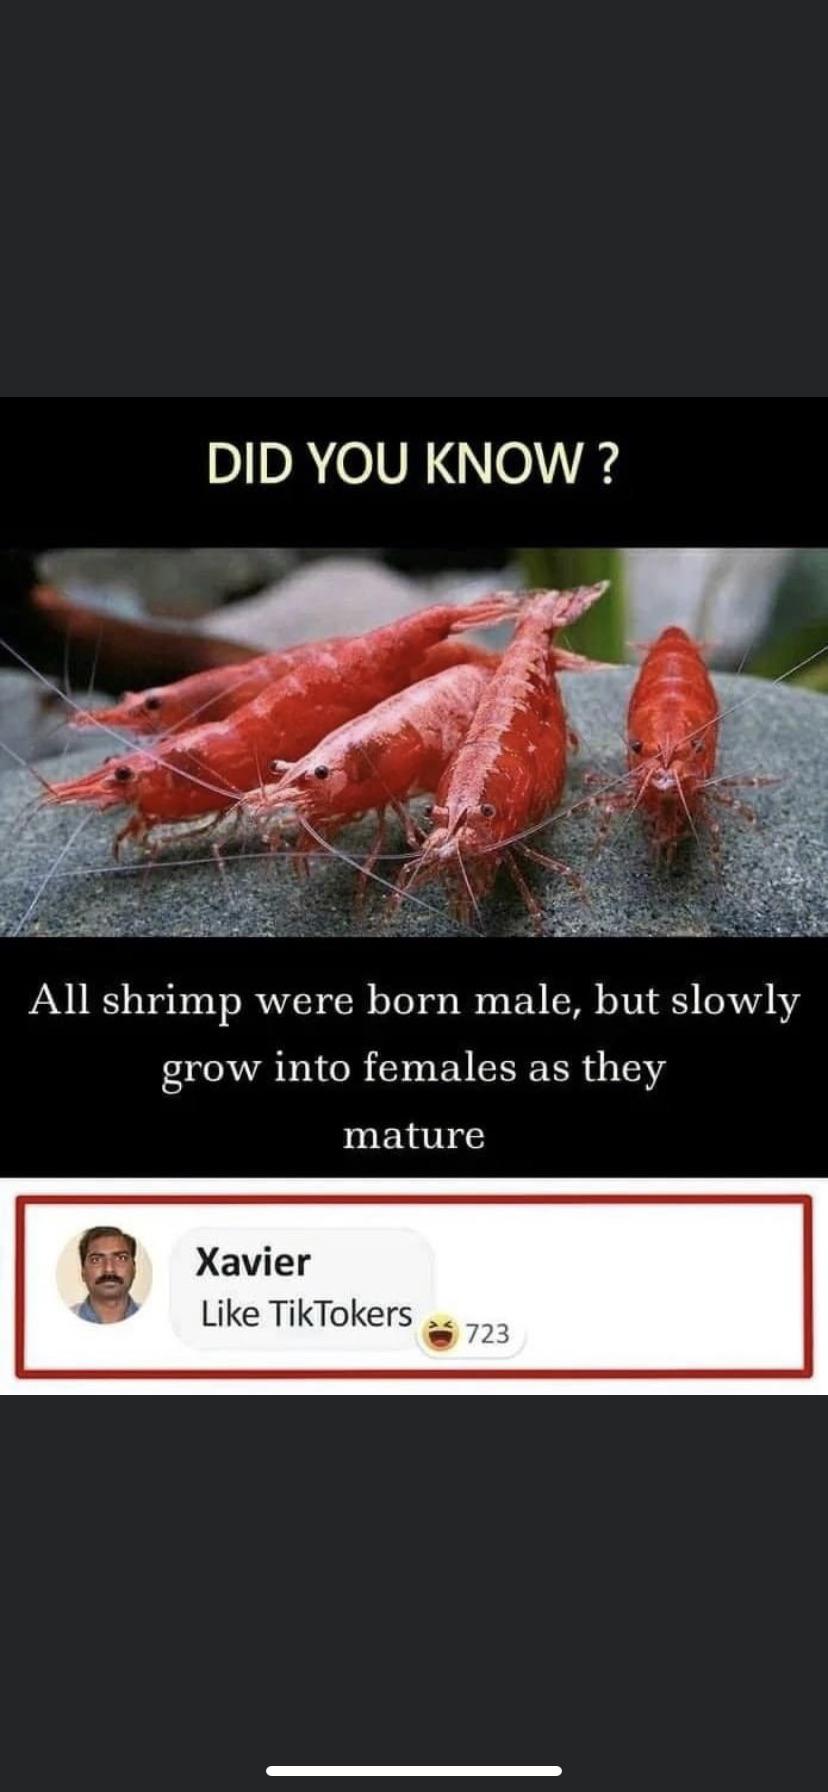 DID YOU KNOW ?
All shrimp were born male, but slowly
grow into females as they
mature
Xavier
Like TikTokers
723